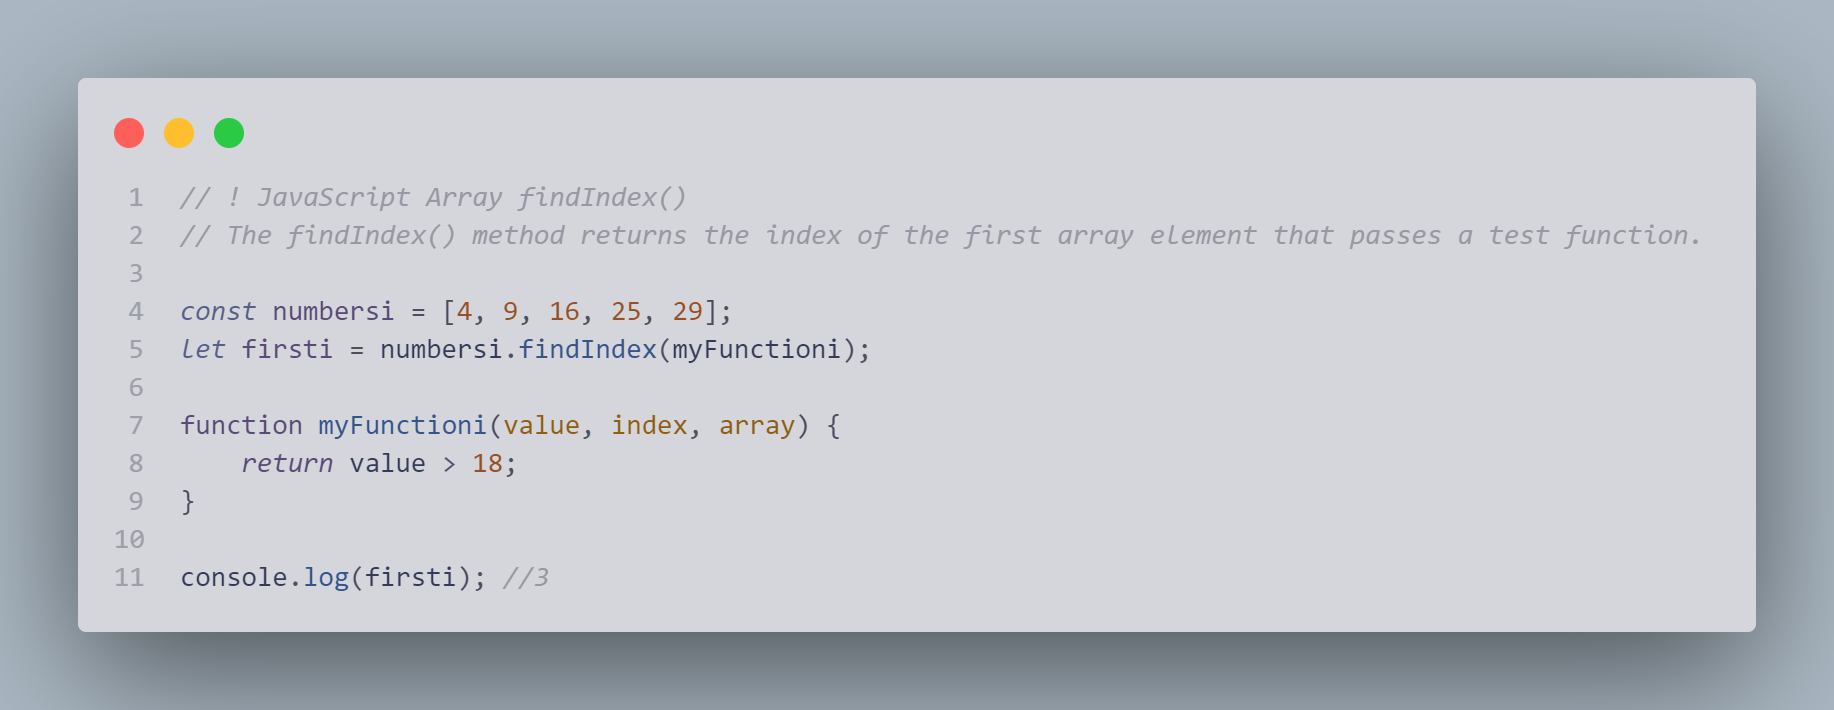 1 // ! JavaScript Array findIndex()
2 // The findIndex() method returns the index of the first array element that passes a test function.
3
4 const numbersi = [4, 9, 16, 25, 29];
5 let firsti = numbersi.findIndex(myFunctioni);
6
7 function myFunctioni(value, index, array) {
8     return value > 18;
9 }
10
11 console.log(firsti); //3